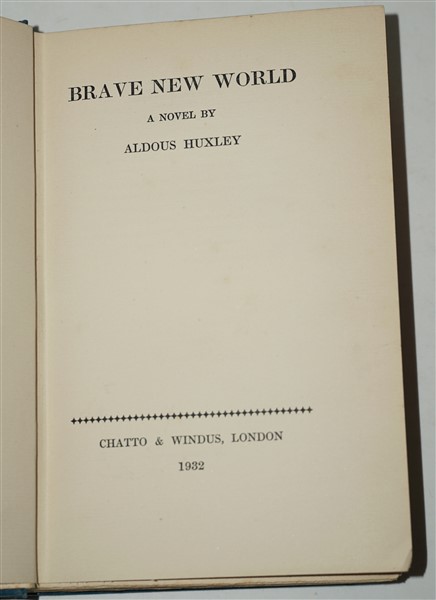 BRAVE NEW WORLD
A NOVEL BY
ALDOUS HUXLEY
CHATTO & WINDUS, LONDON
1932